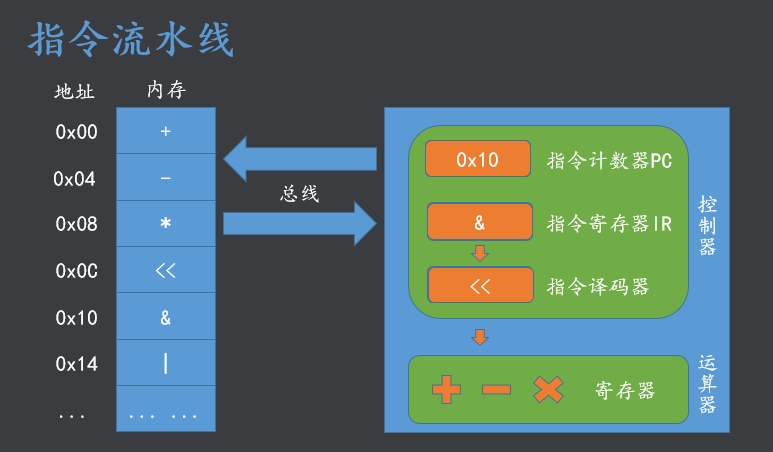 指令流水线
地址 内存
0x00 +
0x04 -
0x08 *
0x0C <<
0x10 &
0x14 |
... ... ...
总线
0x10 指令计数器PC
& 指令寄存器IR
<< 指令译码器
控制器
寄存器
运算器